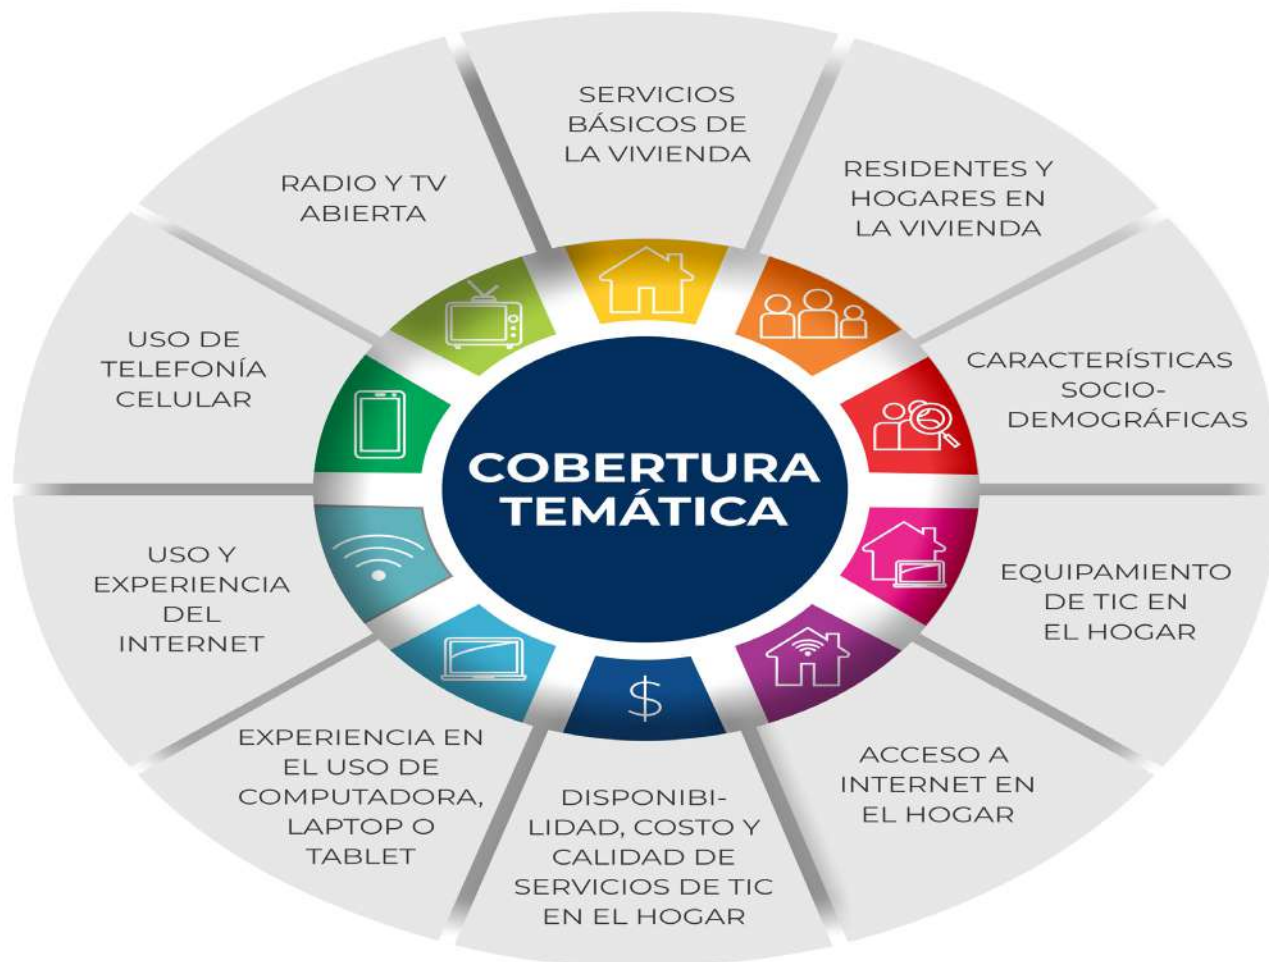 SERVICIOS
BÁSICOS DE
LA VIVIENDA
RESIDENTES Y
HOGARES EN
LA VIVIENDA
CARACTERÍSTICAS
SOCIO-
DEMOGRÁFICAS
EQUIPAMIENTO
DE TIC EN
EL HOGAR
ACCESO A
INTERNET EN
EL HOGAR
DISPONIBI-
LIDAD, COSTO Y
CALIDAD DE
SERVICIOS DE TIC
EN EL HOGAR
EXPERIENCIA EN
EL USO DE
COMPUTADORA,
LAPTOP O
TABLET
USO Y
EXPERIENCIA
DEL
INTERNET
USO DE
TELEFONÍA
CELULAR
RADIO Y TV
ABIERTA
COBERTURA
TEMÁTICA
$